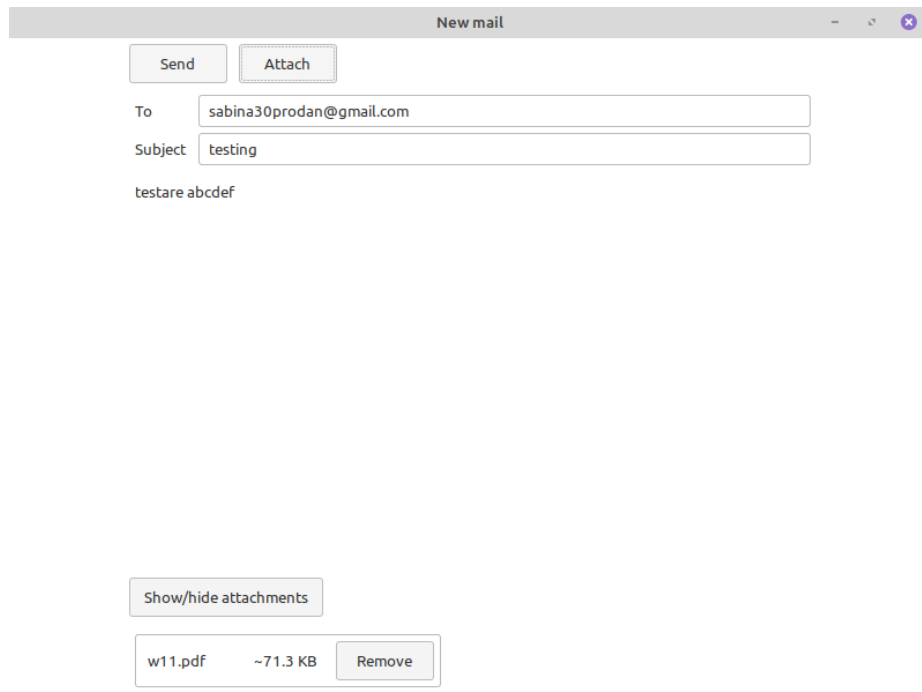 New mail
Send Attach
To sabina30prodan@gmail.com
Subject testing
testare abcdef
Show/hide attachments
w11.pdf ~71.3 KB Remove